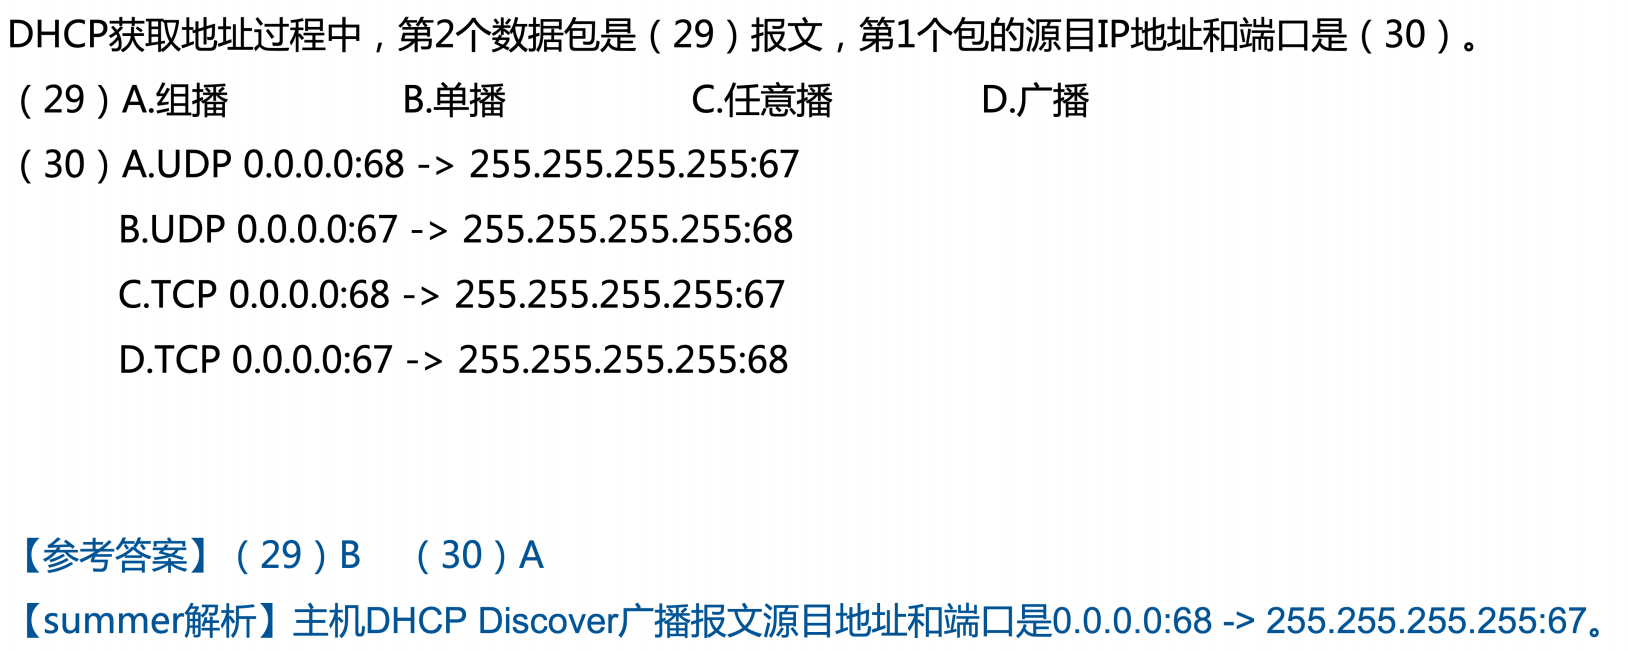 DHCP获取地址过程中，第2个数据包是（29）报文，第1个包的源目IP地址和端口是（30）。
（29）A.组播 B.单播 C.任意播 D.广播
（30）A.UDP 0.0.0.0:68 -> 255.255.255.255:67
B.UDP 0.0.0.0:67 -> 255.255.255.255:68
C.TCP 0.0.0.0:68 -> 255.255.255.255:67
D.TCP 0.0.0.0:67 -> 255.255.255.255:68
【参考答案】（29）B （30）A
【summer解析】主机DHCP Discover广播报文源目地址和端口是0.0.0.0:68 -> 255.255.255.255:67。